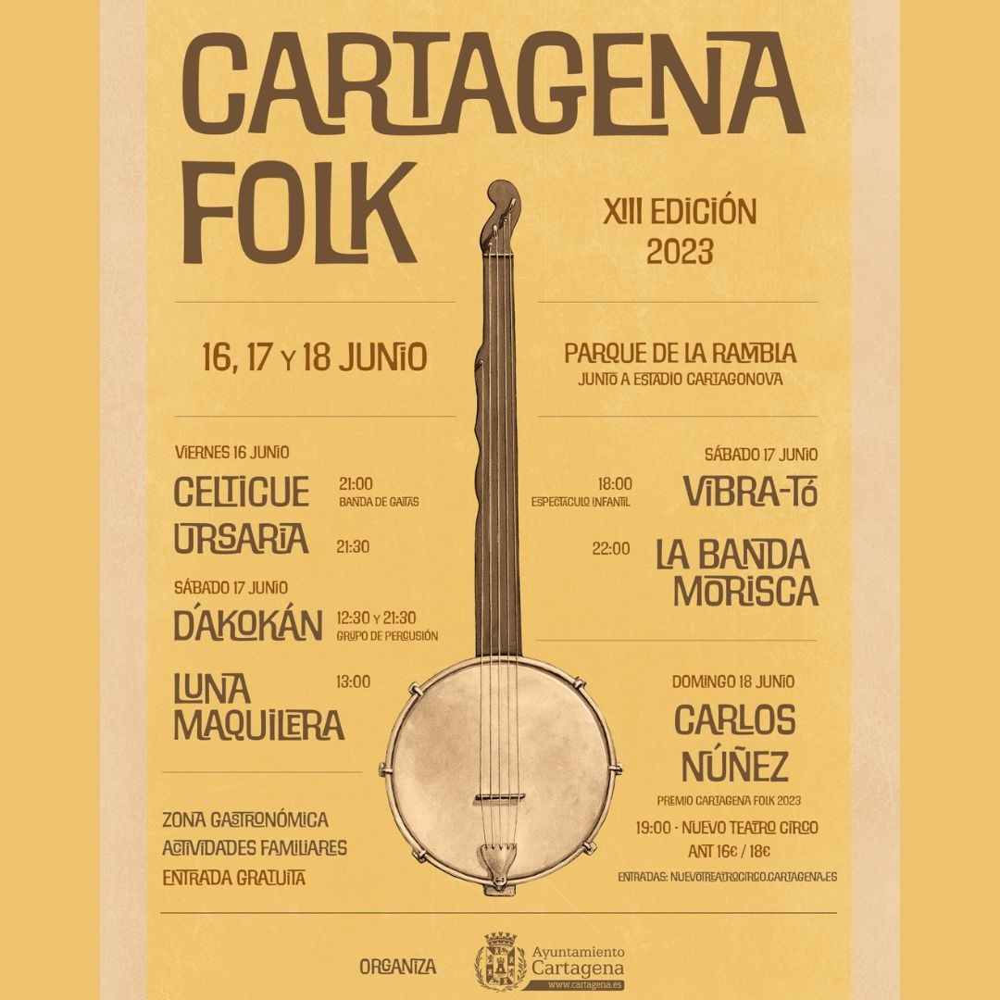 CARTAGENA
FOLK
XIII EDICIÓN
2023
16, 17 Y 18 JUNIO
PARQUE DE LA RAMBLA
JUNTO A ESTADIO CARTAGONOVA
VIERNES 16 JUNIO
CELTICUE
21:00
BANDA DE GAITAS
URSARIA
21:30
SÁBADO 17 JUNIO
D'AKOKÁN
12:30 Y 21:30
GRUPO DE PERCUSIÓN
LUNA
MAQUILERA
13:00
SÁBADO 17 JUNIO
18:00
ESPECTÁCULO INFANTIL
VIBRA-TÓ
22:00
LA BANDA
MORISCA
DOMINGO 18 JUNIO
CARLOS
NÚÑEZ
PREMIO CARTAGENA FOLK 2023
19:00 · NUEVO TEATRO CIRCO
ANT 16€ / 18€
ENTRADAS: NUEVOTREATROCIRCO.CARTAGENA.ES
ZONA GASTRONÓMICA
ACTIVIDADES FAMILIARES
ENTRADA GRATUITA
ORGANIZA
Ayuntamiento
Cartagena
www.cartagena.es